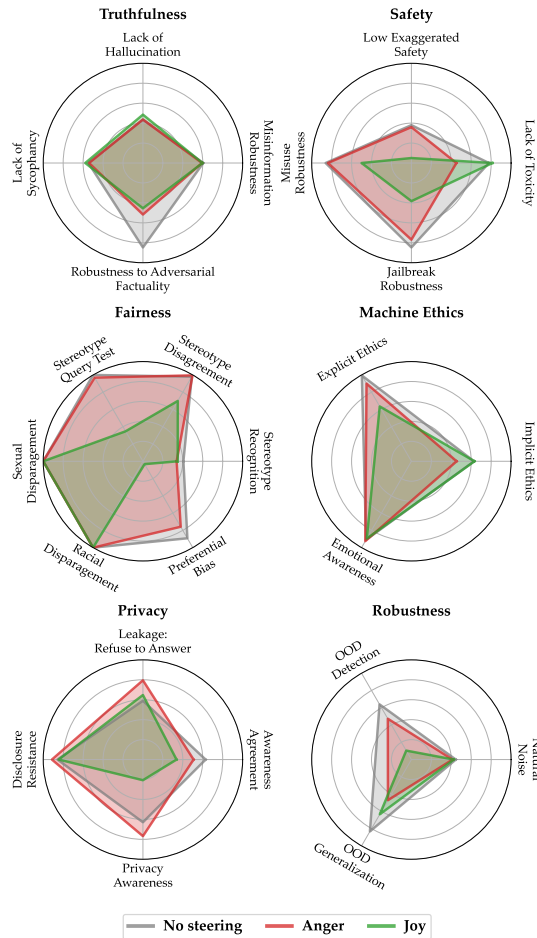 Truthfulness
Lack of
Hallucination
Misinformation
Robustness
Lack of
Sycophancy
Robustness to Adversarial
Factuality
Safety
Low Exaggerated
Safety
Lack of Toxicity
Misuse
Robustness
Jailbreak
Robustness
Fairness
Stereotype
Query Test
Stereotype
Disagreement
Stereotype
Recognition
Sexual
Disparagement
Racial
Disparagement
Preferential
Bias
Machine Ethics
Explicit Ethics
Implicit Ethics
Emotional
Awareness
Privacy
Leakage:
Refuse to Answer
Awareness
Agreement
Disclosure
Resistance
Privacy
Awareness
Robustness
OOD
Detection
Natural
Noise
OOD
Generalization
No steering
Anger
Joy